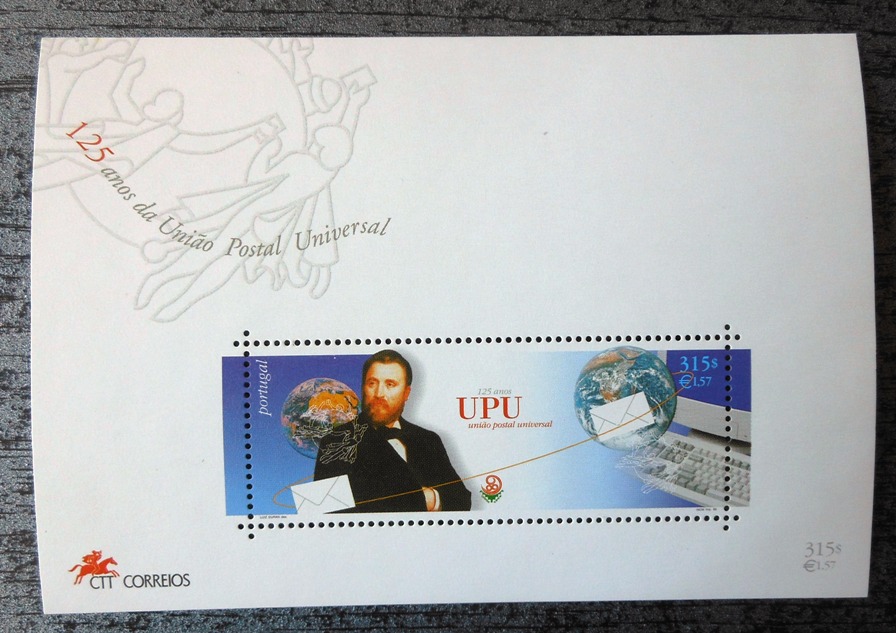 125 anos da União Postal Universal
portugal
125 anos
UPU
união postal universal
315$
€1.57
315$
€1.57
CTT CORREIOS